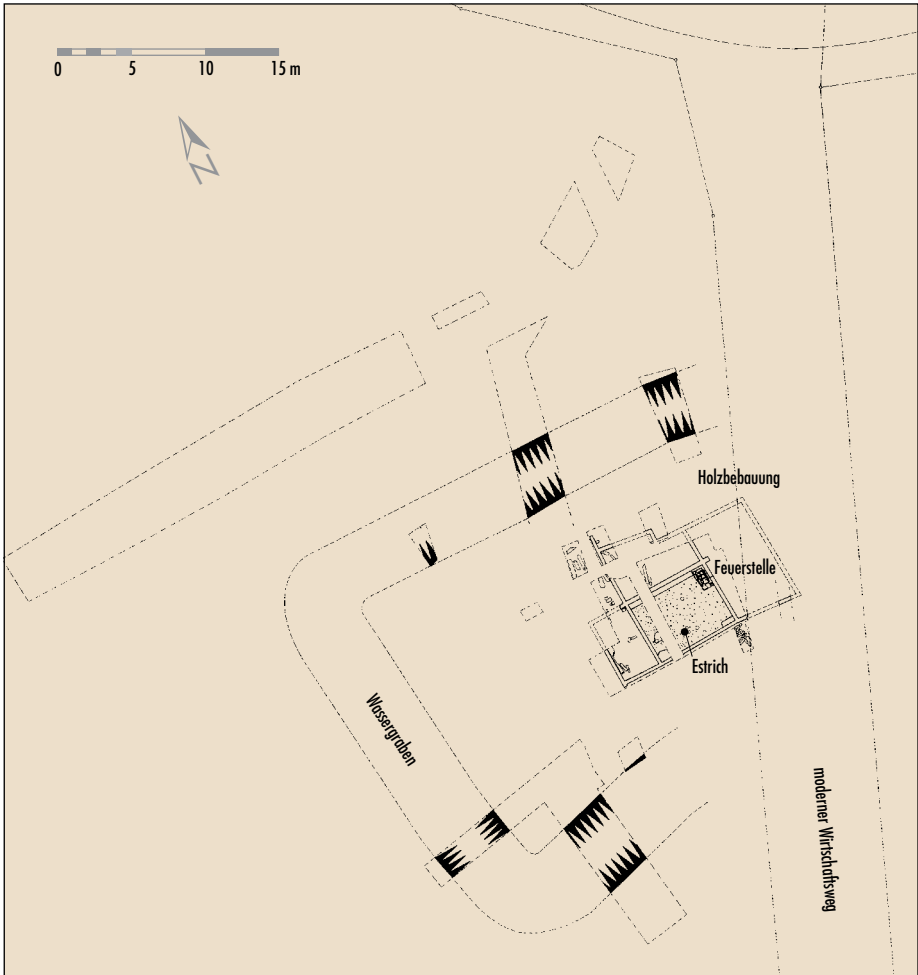 0 5 10 15 m
N
Holzbebauung
Feuerstelle
Estrich
Wassergraben
moderner Wirtschaftsweg